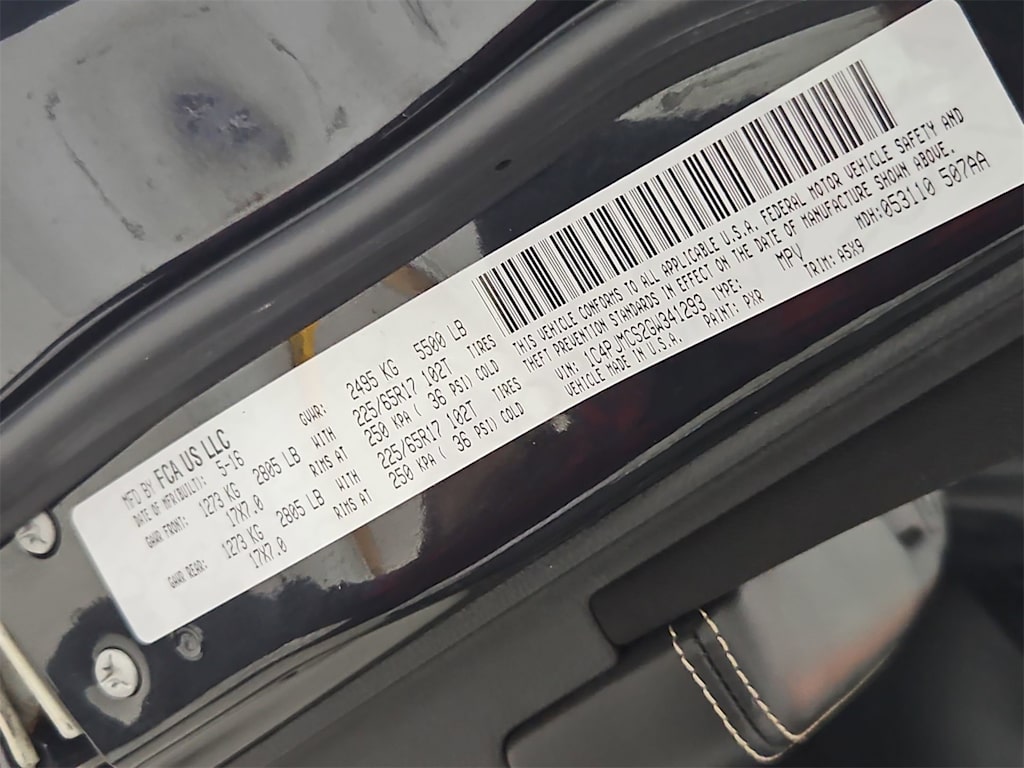 MFD BY FCA US LLC
DATE OF MFR(BUILT): 5-16 GVWR: 2495 KG 5500 LB
GAWR FRONT: 1273 KG 2805 LB WITH 225/65R17 102T TIRES
17X7.0 RIMS AT 250 KPA ( 36 PSI) COLD
GAWR REAR: 1273 KG 2805 LB WITH 225/65R17 102T TIRES
17X7.0 RIMS AT 250 KPA ( 36 PSI) COLD
THIS VEHICLE CONFORMS TO ALL APPLICABLE U.S.A. FEDERAL MOTOR VEHICLE SAFETY AND
THEFT PREVENTION STANDARDS IN EFFECT ON THE DATE OF MANUFACTURE SHOWN ABOVE.
VIN: 1C4PJMCS2GW341293 TYPE: MPV MDH:053110 507AA
VEHICLE MADE IN U.S.A. PAINT: PXR TRIM: A5X9